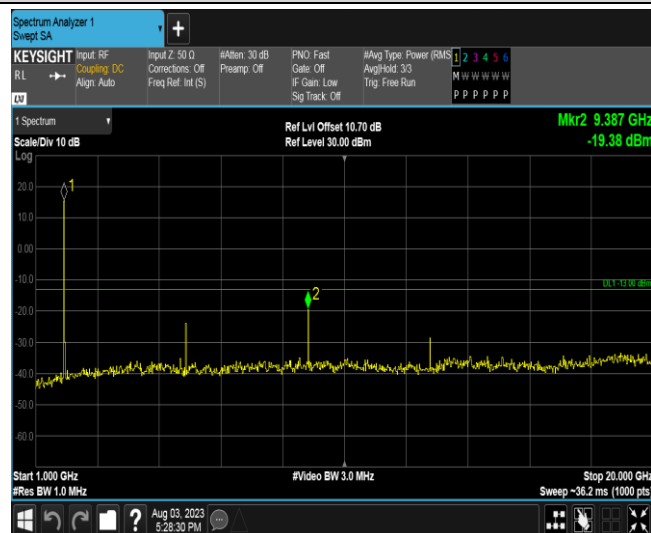 Spectrum Analyzer 1
Swept SA
+
KEYSIGHT
RL
Input: RF
Coupling: DC
Align: Auto
Input Z: 50 Ω
Corrections: Off
Freq Ref: Int (S)
#Atten: 30 dB
Preamp: Off
PNO: Fast
Gate: Off
IF Gain: Low
Sig Track: Off
#Avg Type: Power (RMS
Avg|Hold: 3/3
Trig: Free Run
1 2 3 4 5 6
M W W W W W
P P P P P P
LXI
1 Spectrum
Scale/Div 10 dB
Log
Ref Lvl Offset 10.70 dB
Ref Level 30.00 dBm
Mkr2 9.387 GHz
-19.38 dBm
20.0
10.0
0.00
-10.0
-20.0
-30.0
-40.0
-50.0
-60.0
1
2
DL1 -13.00 dBm
Start 1.000 GHz
#Res BW 1.0 MHz
#Video BW 3.0 MHz
Stop 20.000 GHz
Sweep ~36.2 ms (1000 pts)
?
Aug 03, 2023
5:28:30 PM